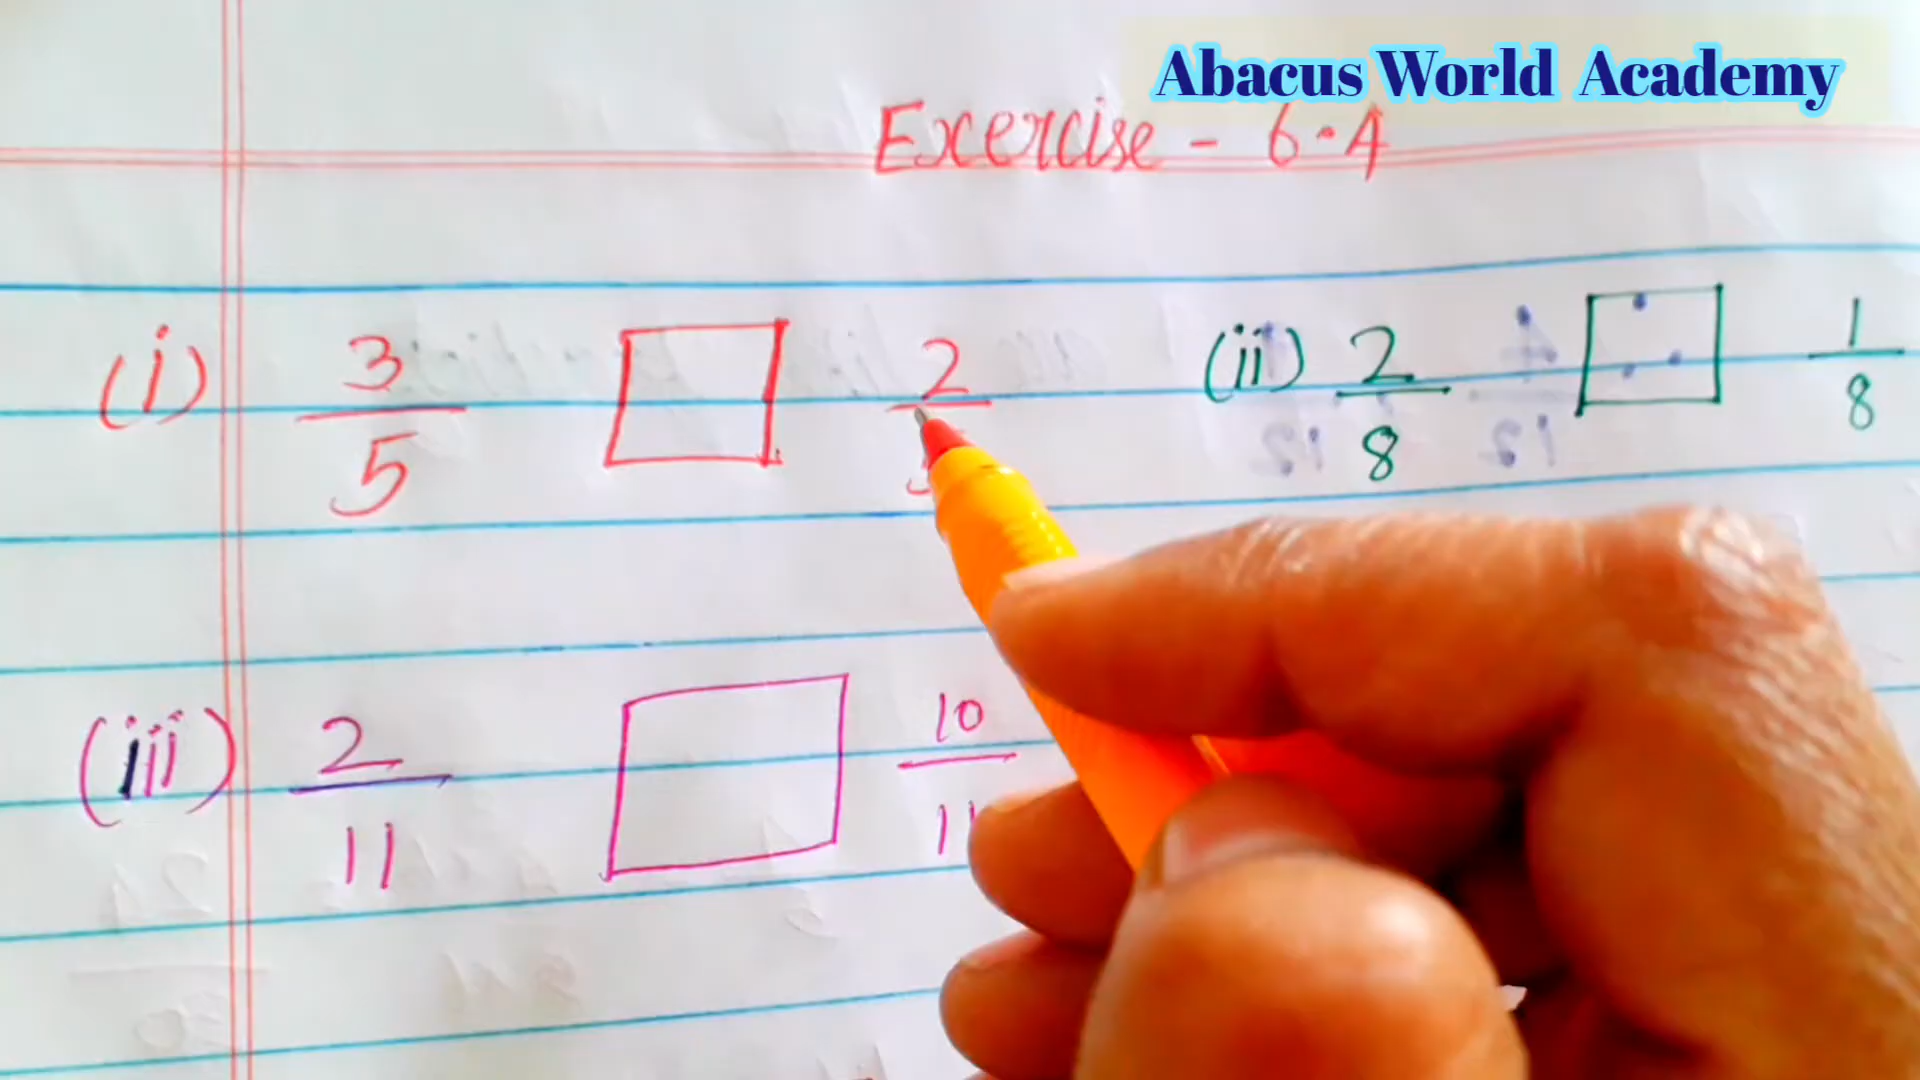 Abacus World Academy
Exercise - 6.4
(i) 3/5 □ 2/
(ii) 2/8 □ 1/8
(iii) 2/11 □ 10/11